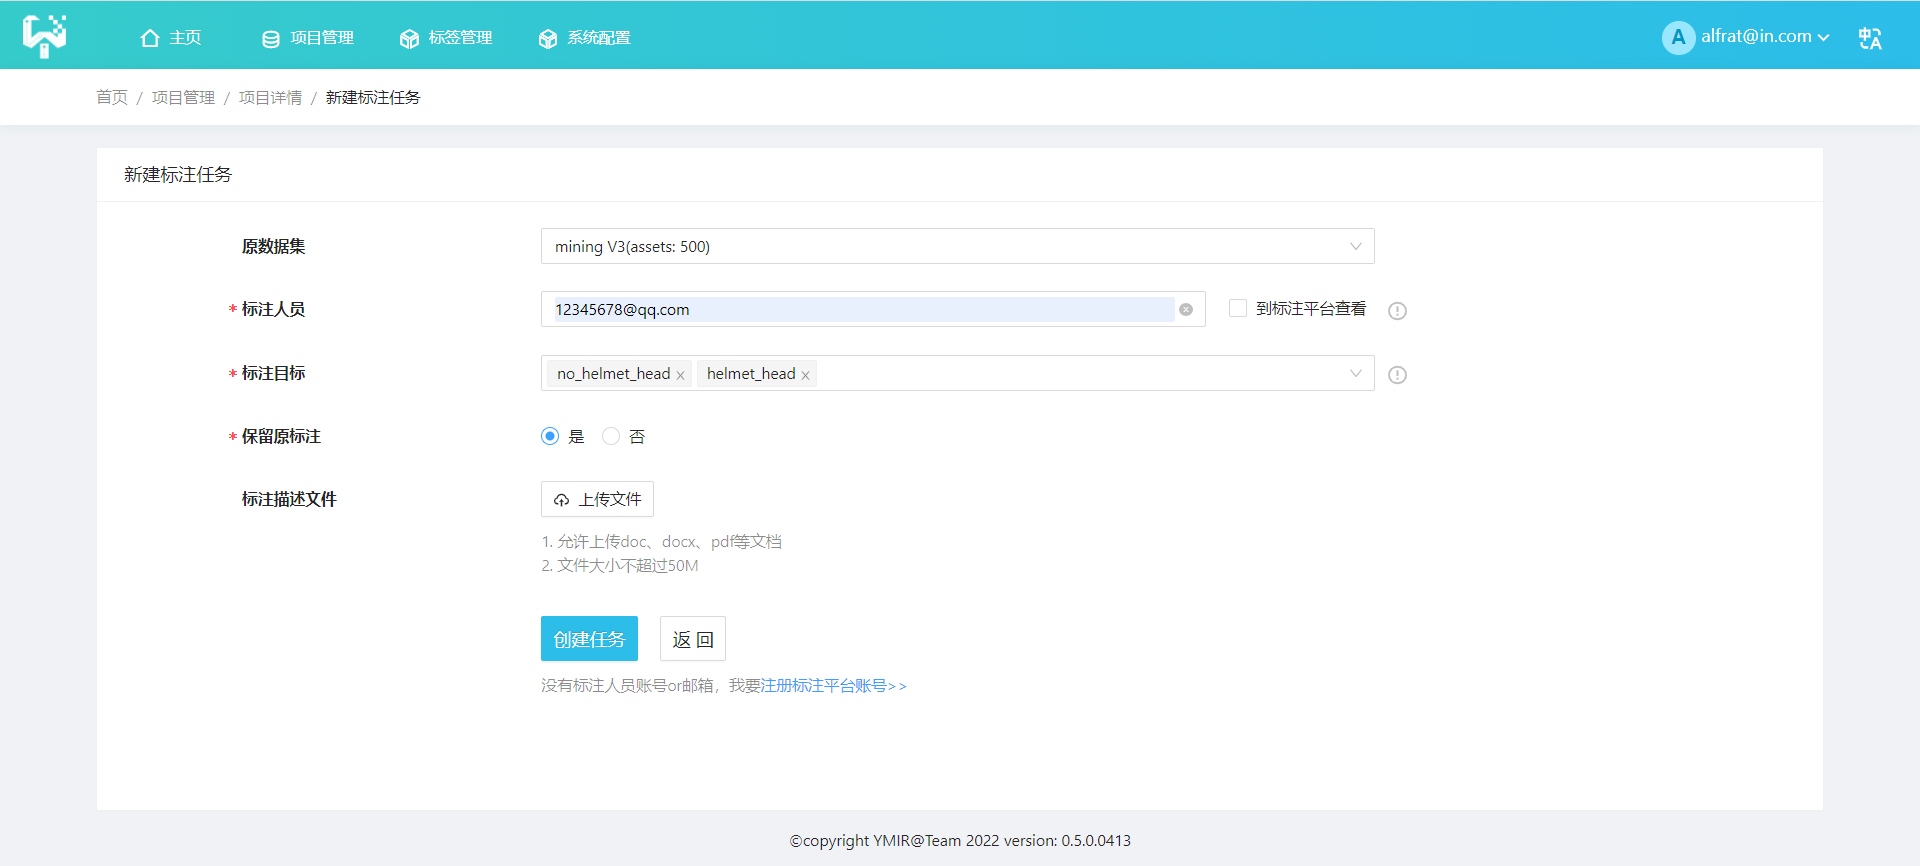 主页 项目管理 标签管理 系统配置 A alfrat@in.com
首页 / 项目管理 / 项目详情 / 新建标注任务
新建标注任务
原数据集 mining V3(assets: 500)
* 标注人员 12345678@qq.com 到标注平台查看
* 标注目标 no_helmet_head × helmet_head ×
* 保留原标注 是 否
标注描述文件 上传文件
1. 允许上传doc、docx、pdf等文档
2. 文件大小不超过50M
创建任务 返 回
没有标注人员账号or邮箱，我要注册标注平台账号>>
©copyright YMIR@Team 2022 version: 0.5.0.0413